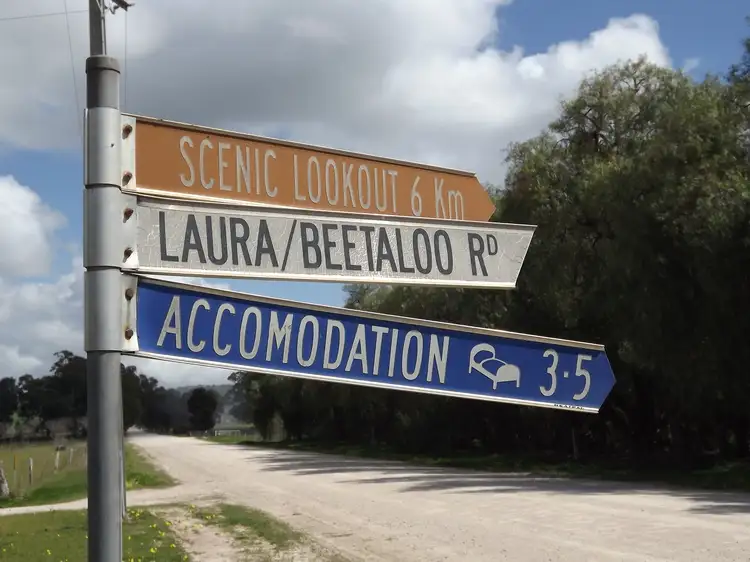 SCENIC LOOKOUT 6 Km
LAURA/BEETALOO RD
ACCOMODATION 3·5